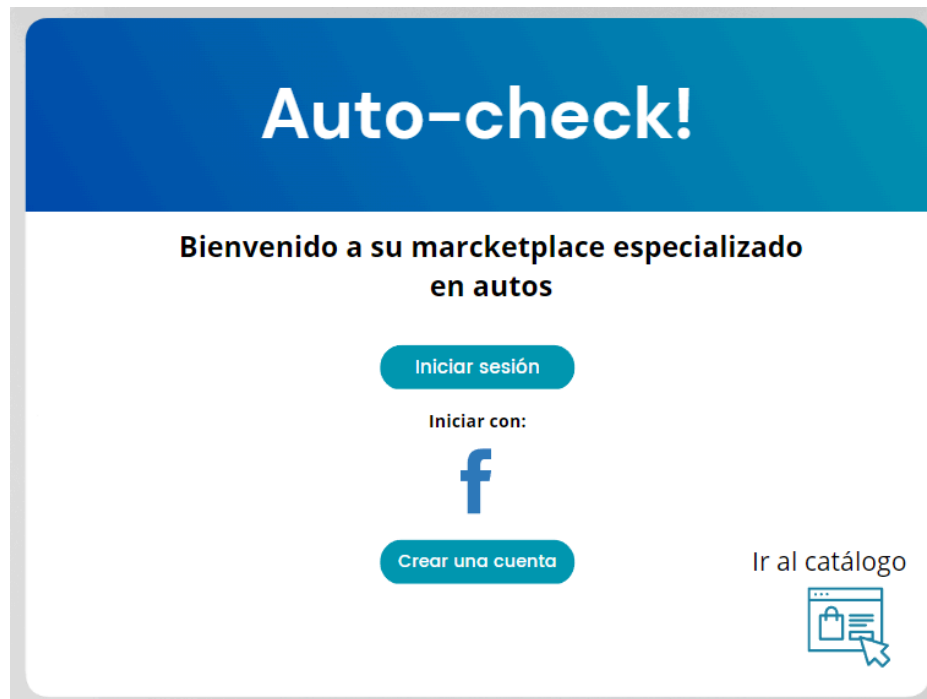 Auto-check!
Bienvenido a su marcketplace especializado
en autos
Iniciar sesión
Iniciar con:
f
Crear una cuenta
Ir al catálogo